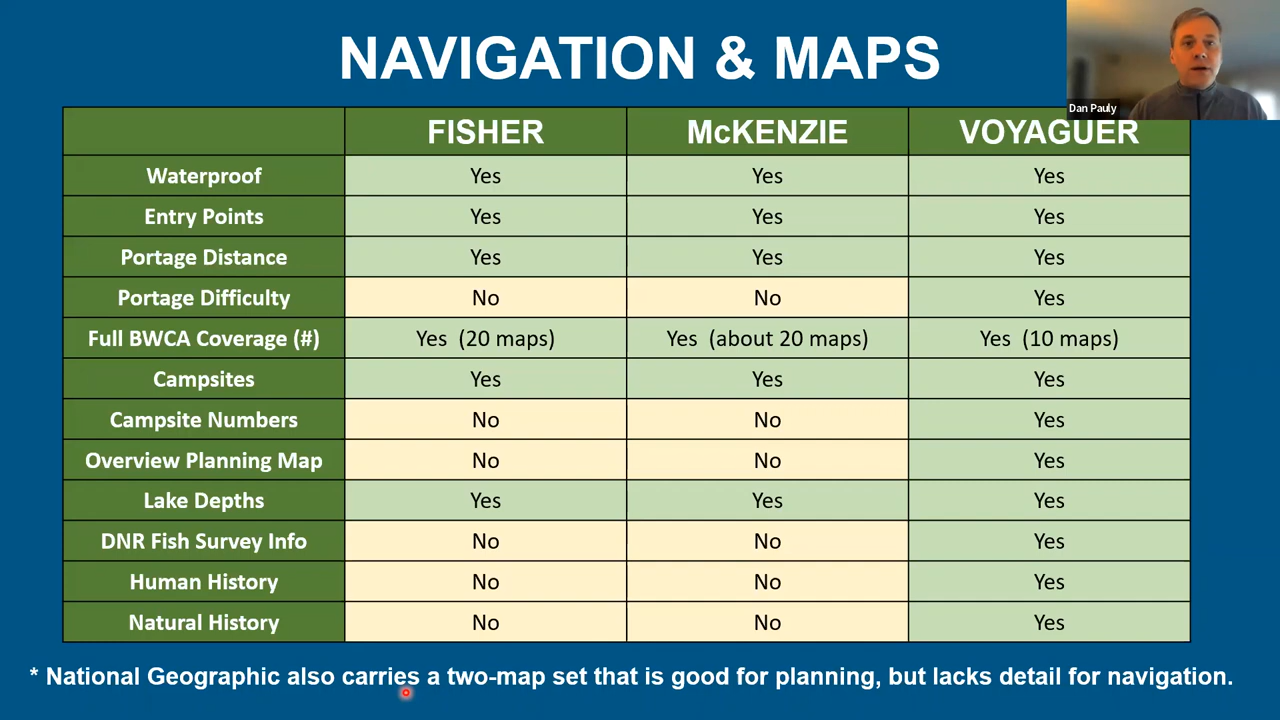 NAVIGATION & MAPS
Dan Pauly
FISHER McKENZIE VOYAGUER
Waterproof Yes Yes Yes
Entry Points Yes Yes Yes
Portage Distance Yes Yes Yes
Portage Difficulty No No Yes
Full BWCA Coverage (#) Yes (20 maps) Yes (about 20 maps) Yes (10 maps)
Campsites Yes Yes Yes
Campsite Numbers No No Yes
Overview Planning Map No No Yes
Lake Depths Yes Yes Yes
DNR Fish Survey Info No No Yes
Human History No No Yes
Natural History No No Yes
* National Geographic also carries a two-map set that is good for planning, but lacks detail for navigation.